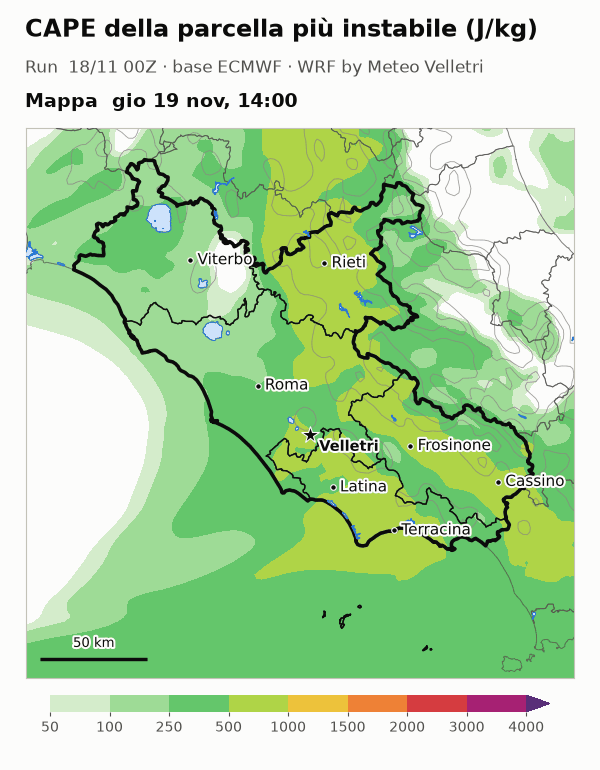 CAPE della parcella più instabile (J/kg)
Run  18/11 00Z · base ECMWF · WRF by Meteo Velletri
Mappa  gio 19 nov, 14:00
Viterbo
Rieti
Roma
Velletri
Frosinone
Cassino
Latina
Terracina
50 km
50 100 250 500 1000 1500 2000 3000 4000